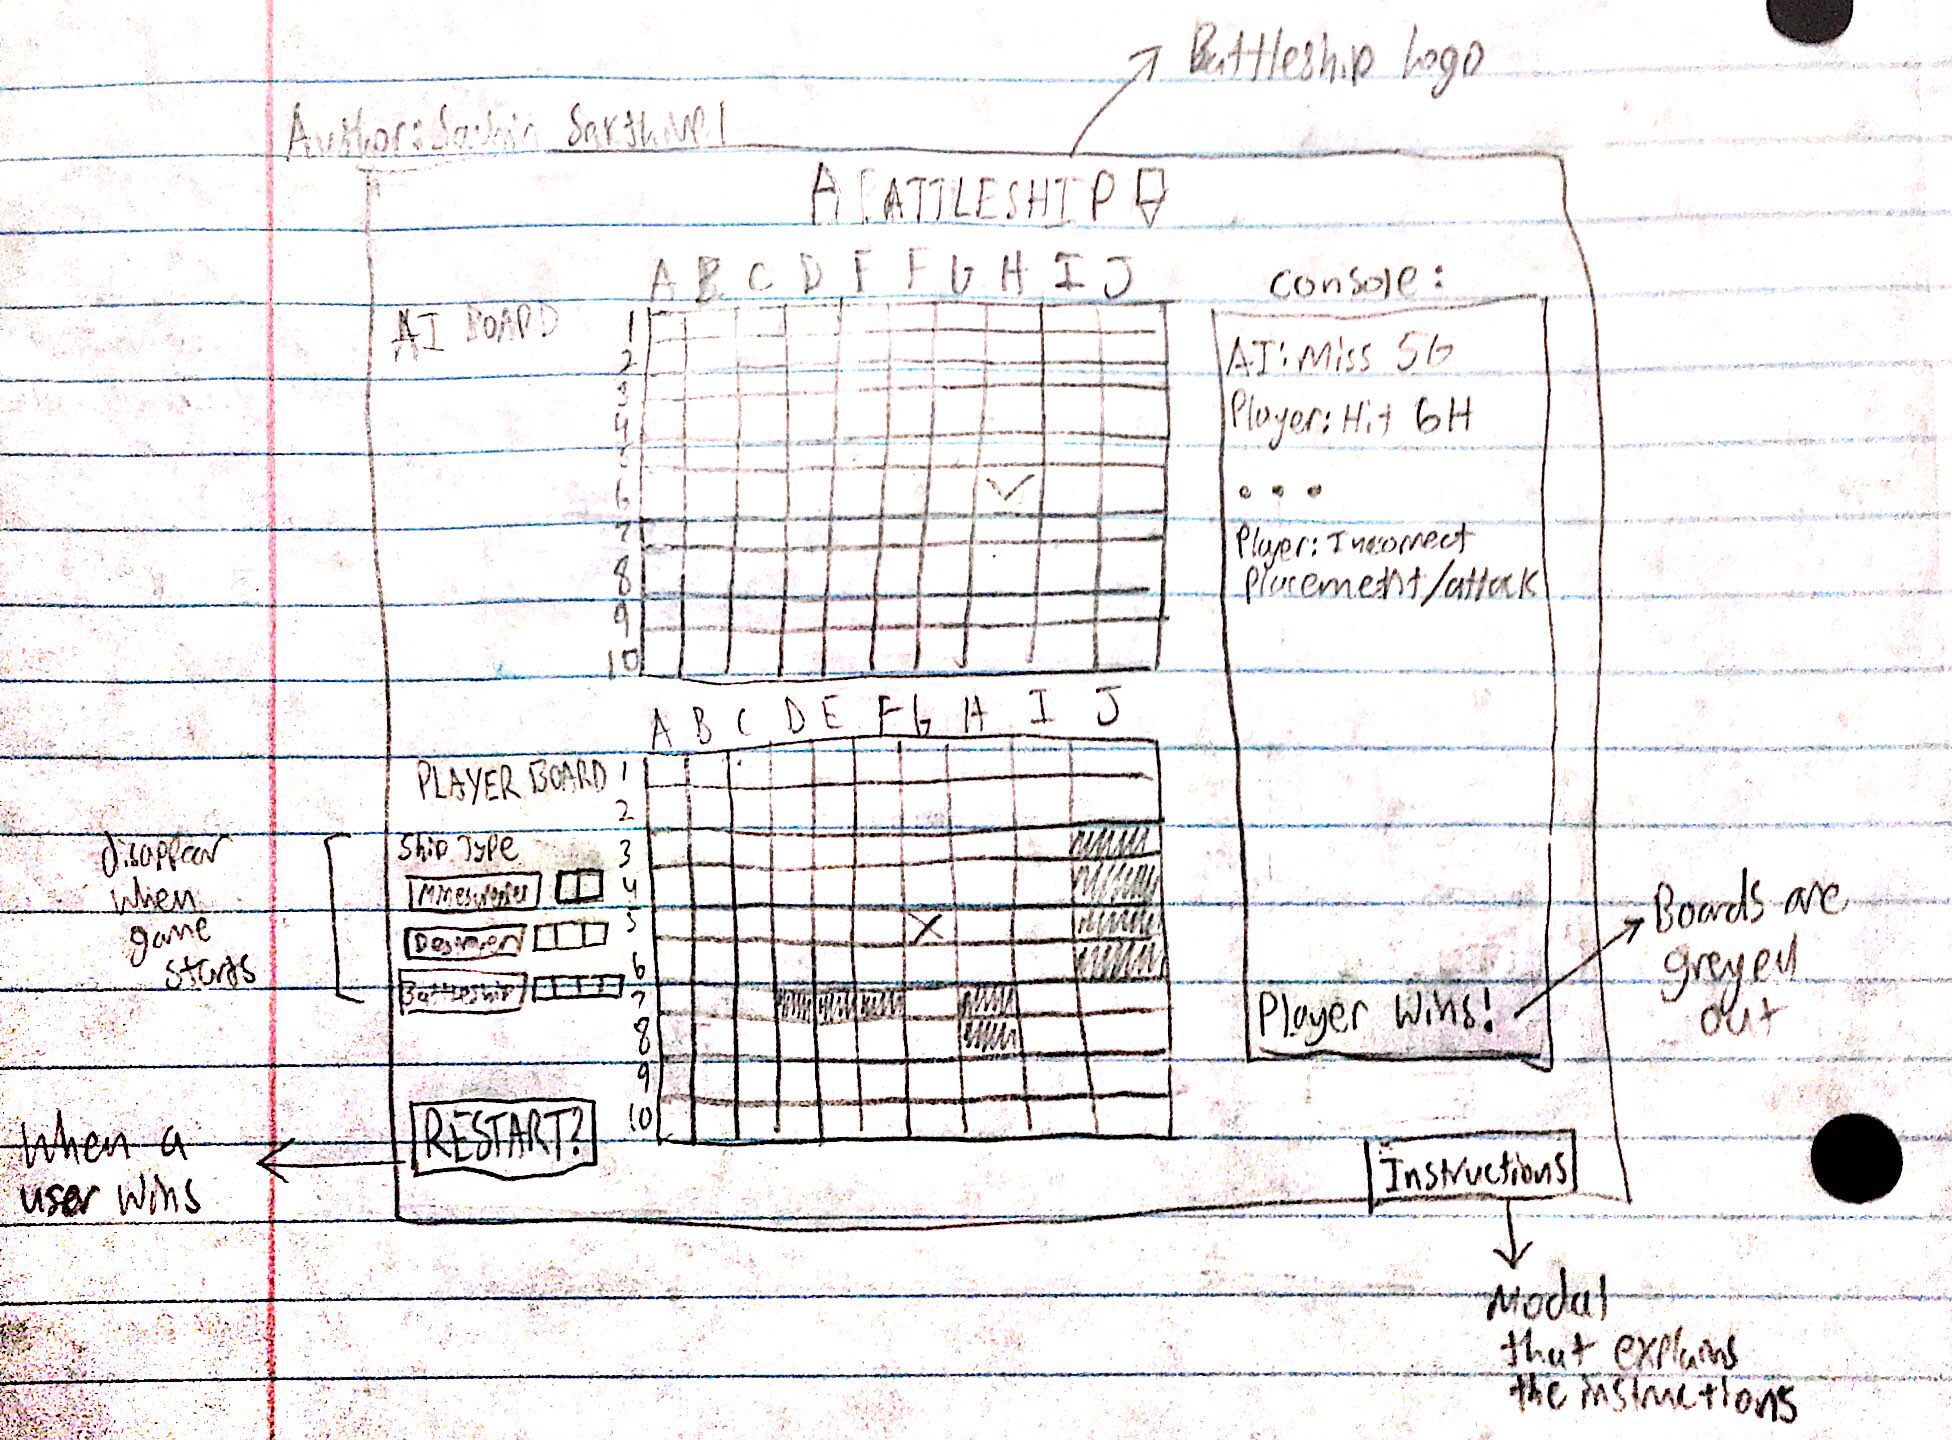 Battleship Logo
Author: Sachin Sakthivel
BATTLESHIP
A B C D E F G H I J
Console:
AI BOARD
1
2
3
4
5
6
7
8
9
10
AI: Miss 5G
Player: Hit 6H
...
Player: Incorrect
Placement/attack
A B C D E F G H I J
PLAYER BOARD
1
2
3
4
5
6
7
8
9
10
disappear
when
game
starts
Ship Type
Minesweeper
Destroyer
Battleship
Player Wins!
Boards are
greyed
out
RESTART?
When a
user wins
Instructions
Modal
that explains
the instructions